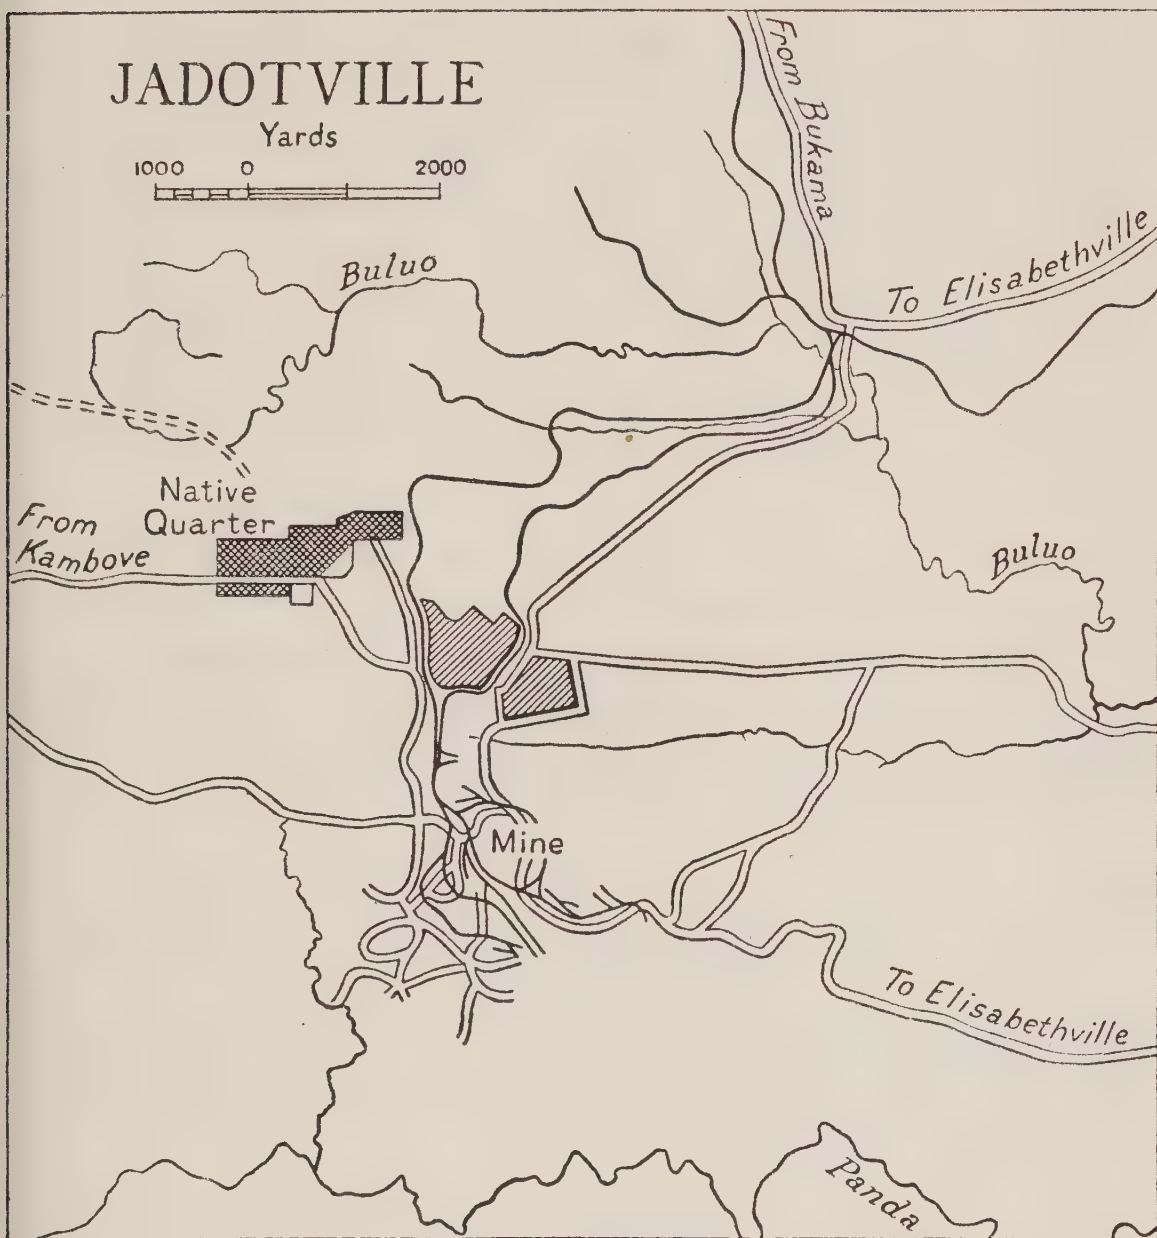 JADOTVILLE
Yards
1000 0 2000
From Bukama
To Elisabethville
Buluo
Native
Quarter
From
Kambove
Buluo
Mine
To Elisabethville
Panda